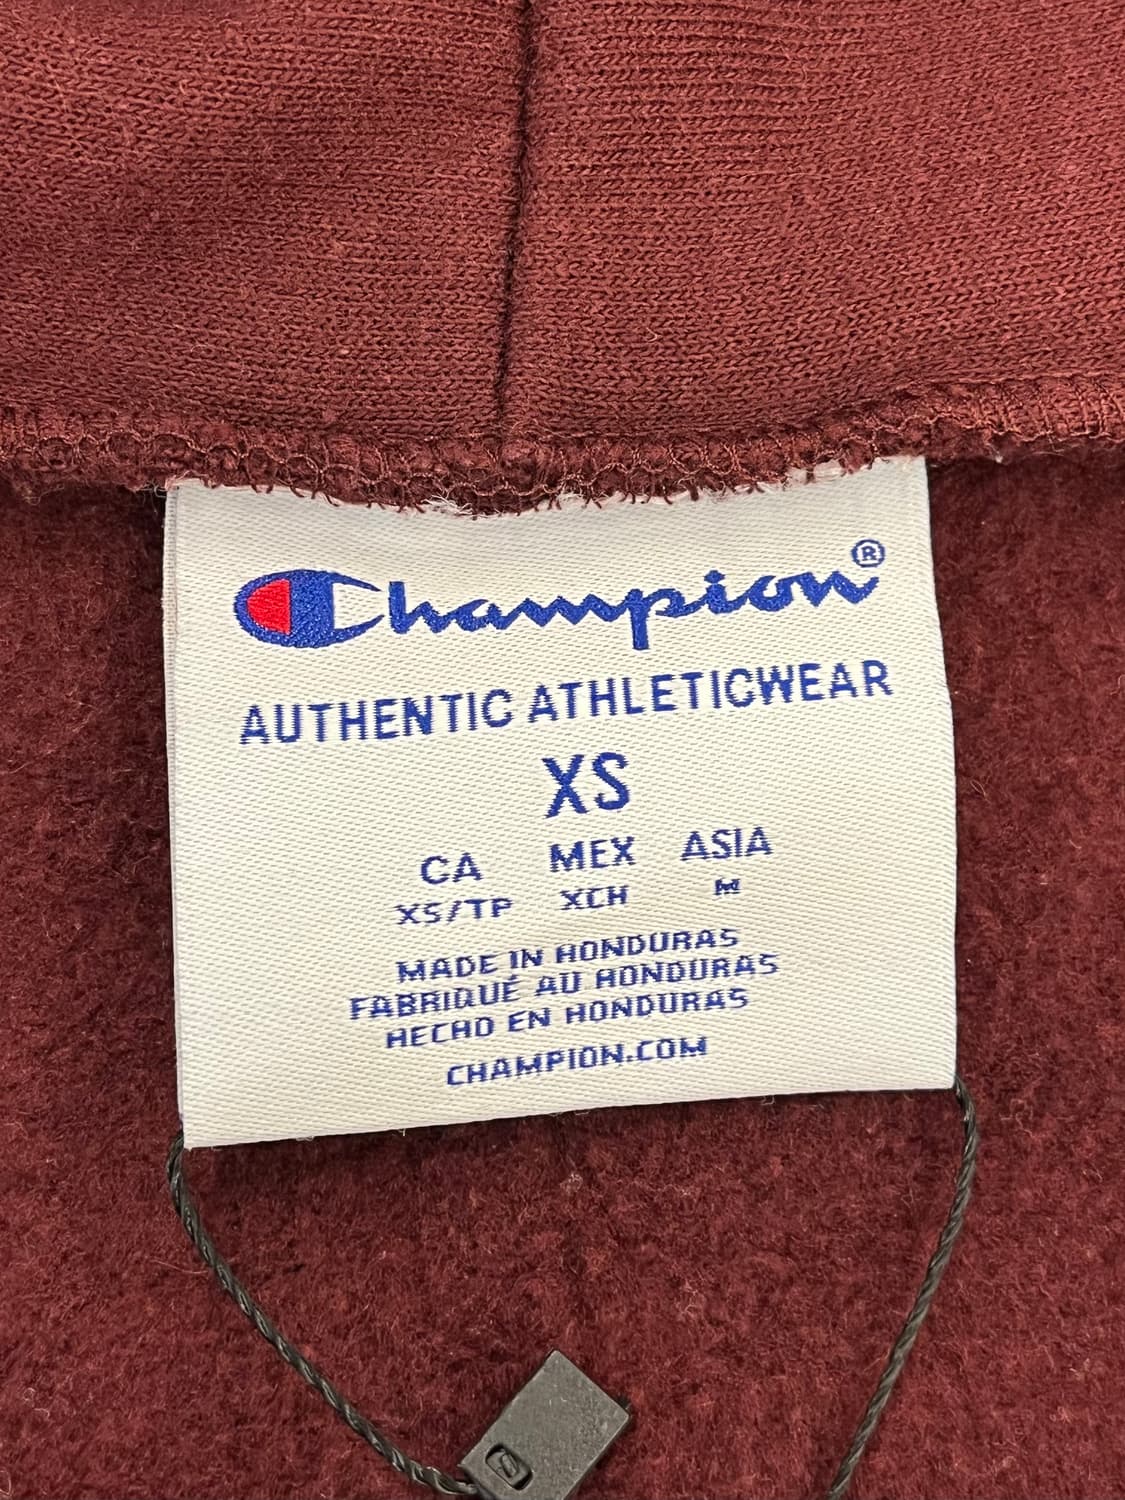 Champion®
AUTHENTIC ATHLETICWEAR
XS
CA MEX ASIA
XS/TP XCH M
MADE IN HONDURAS
FABRIQUÉ AU HONDURAS
HECHO EN HONDURAS
CHAMPION.COM